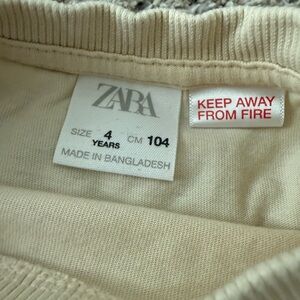 ZARA
SIZE 4 YEARS CM 104
MADE IN BANGLADESH
KEEP AWAY
FROM FIRE